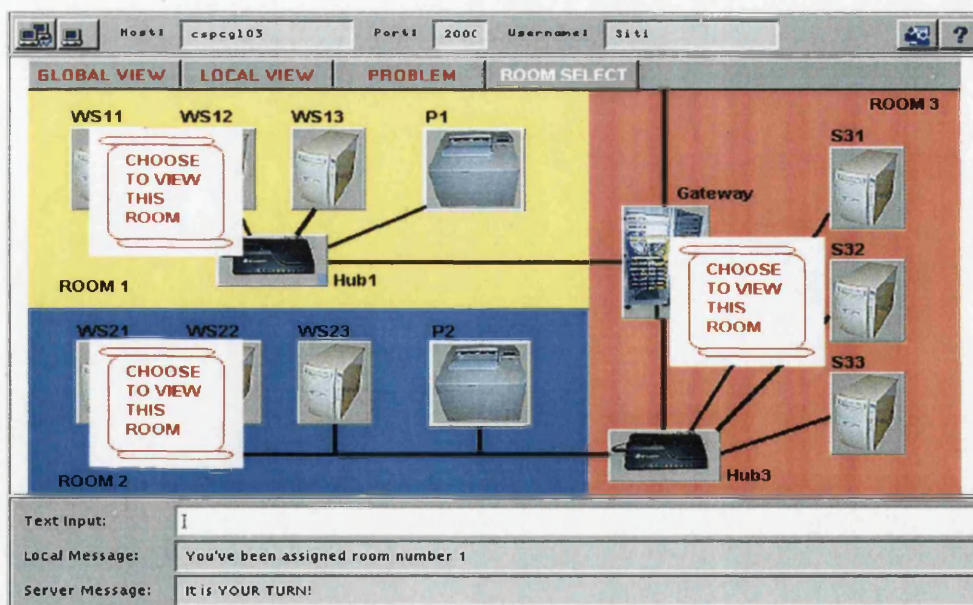 Host: cspcgl03 Port: 200 Username: Siti ?
GLOBAL VIEW LOCAL VIEW PROBLEM ROOM SELECT
WS11 WS12 WS13 P1
CHOOSE
TO VIEW
THIS
ROOM
Hub1
ROOM 1
WS21 WS22 WS23 P2
CHOOSE
TO VIEW
THIS
ROOM
ROOM 2
ROOM 3
S31
Gateway
CHOOSE
TO VIEW
THIS
ROOM
S32
S33
Hub3
Text Input:
Local Message: You've been assigned room number 1
Server Message: It is YOUR TURN!